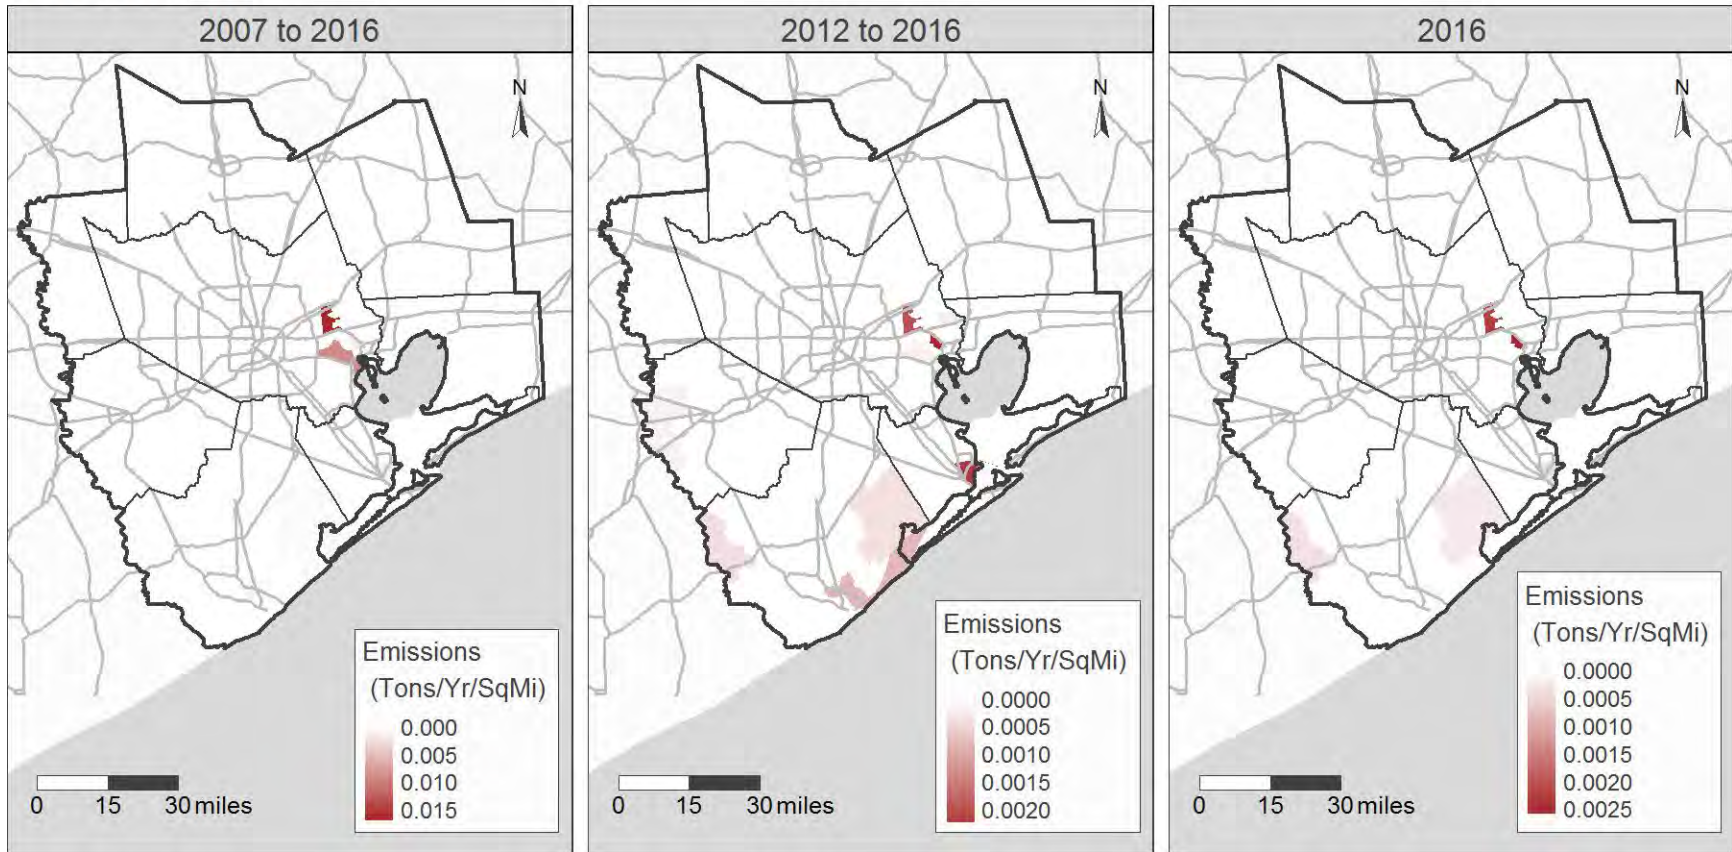 2007 to 2016
N
Emissions
(Tons/Yr/SqMi)
0.000
0.005
0.010
0.015
0 15 30 miles
2012 to 2016
N
Emissions
(Tons/Yr/SqMi)
0.0000
0.0005
0.0010
0.0015
0.0020
0 15 30 miles
2016
N
Emissions
(Tons/Yr/SqMi)
0.0000
0.0005
0.0010
0.0015
0.0020
0.0025
0 15 30 miles